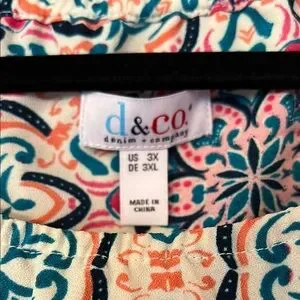 d&co.
denim + company
US 3X
DE 3XL
MADE IN
CHINA